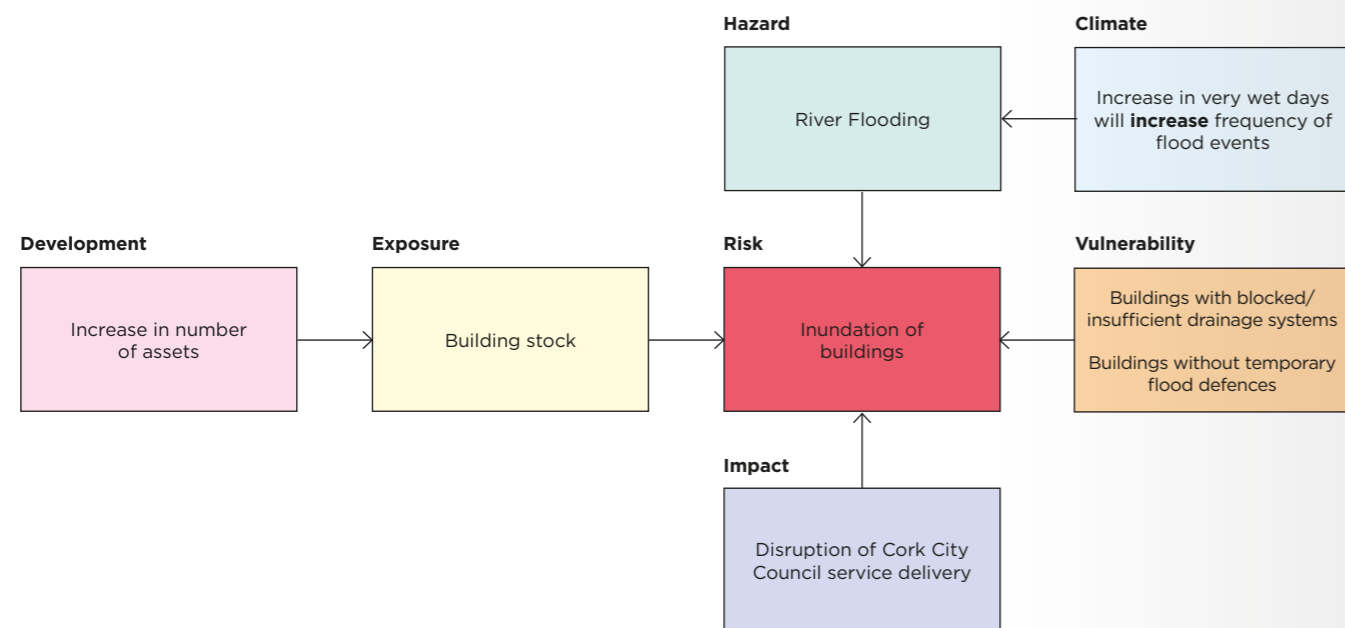 Hazard
River Flooding
Climate
Increase in very wet days
will increase frequency of
flood events
Development
Increase in number
of assets
Exposure
Building stock
Risk
Inundation of
buildings
Vulnerability
Buildings with blocked/
insufficient drainage systems
Buildings without temporary
flood defences
Impact
Disruption of Cork City
Council service delivery